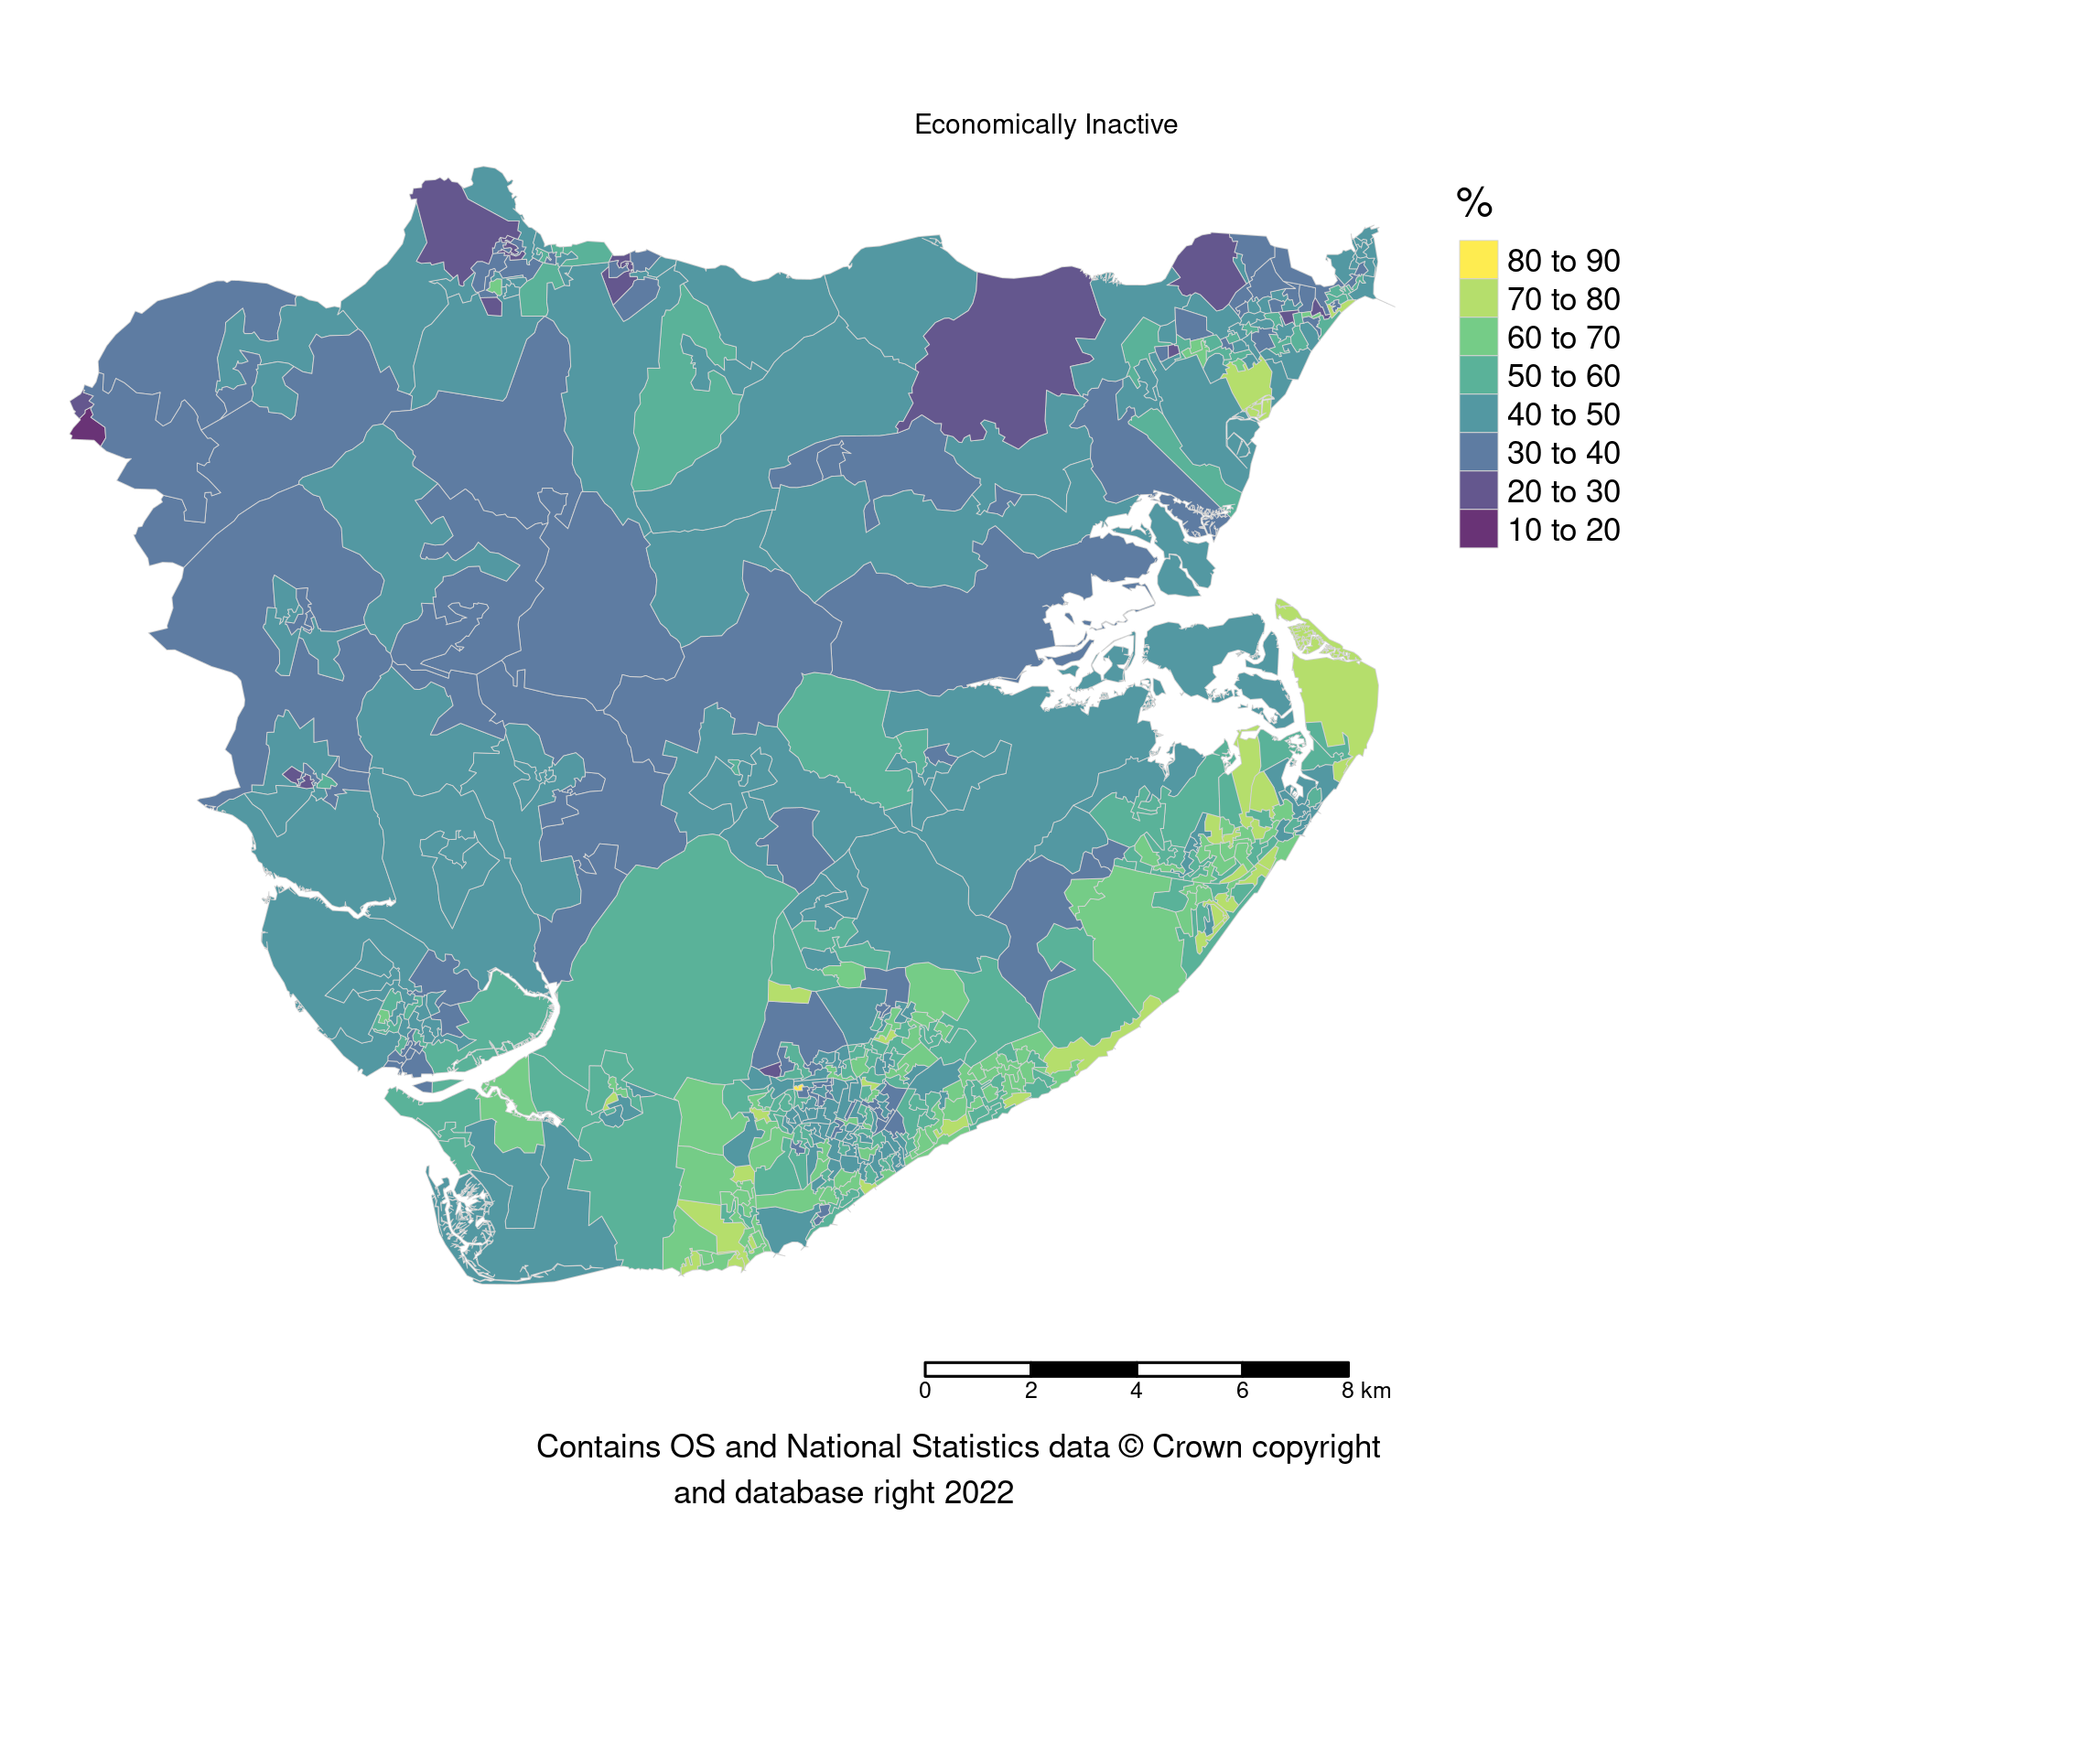 Economically Inactive
%
80 to 90
70 to 80
60 to 70
50 to 60
40 to 50
30 to 40
20 to 30
10 to 20
0 2 4 6 8 km
Contains OS and National Statistics data © Crown copyright
and database right 2022